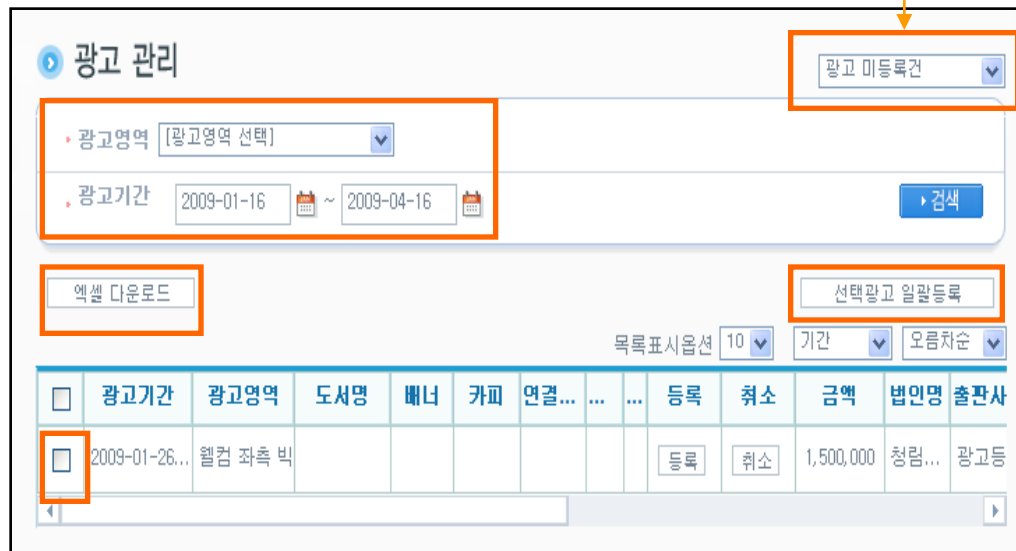 광고 관리
광고 미등록건
광고영역 [광고영역 선택]
광고기간 2009-01-16 ~ 2009-04-16
검색
엑셀 다운로드
선택광고 일괄등록
목록표시옵션 10 기간 오름차순
광고기간 광고영역 도서명 배너 카피 연결... ... ... 등록 취소 금액 법인명 출판사
2009-01-26... 웰컴 좌측 빅 등록 취소 1,500,000 청림... 광고등